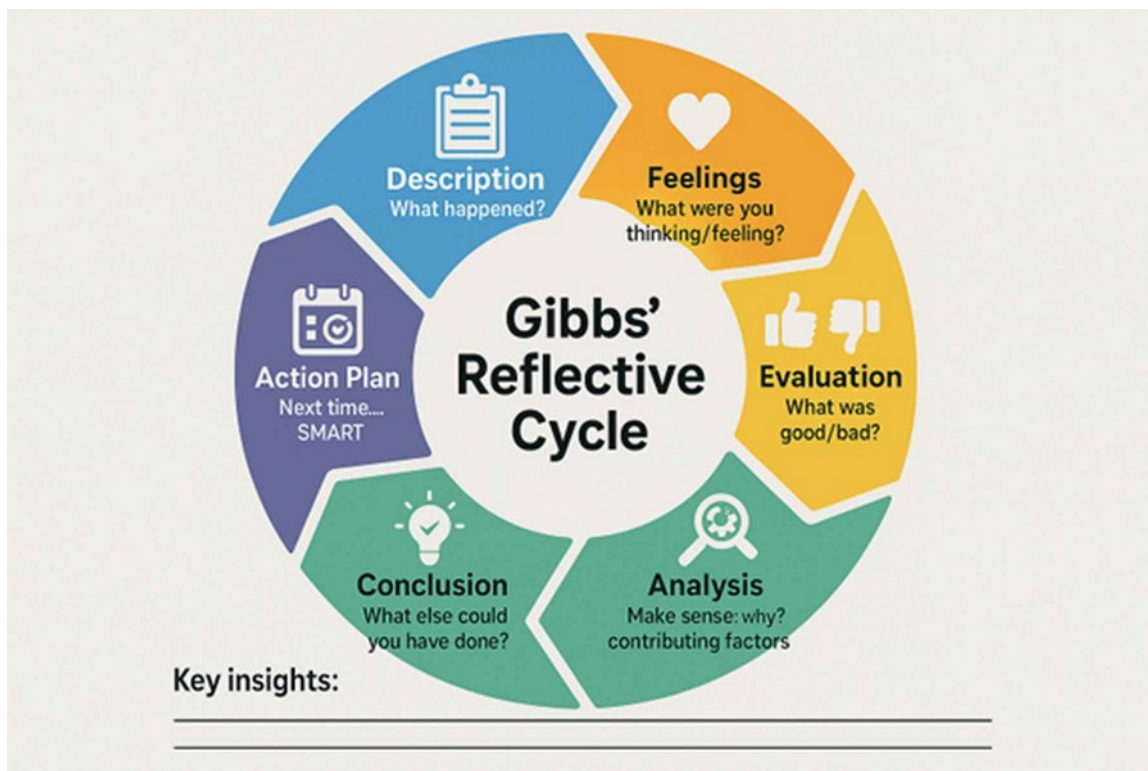 Gibbs’
Reflective
Cycle
Description
What happened?
Feelings
What were you
thinking/feeling?
Evaluation
What was
good/bad?
Analysis
Make sense: why?
contributing factors
Conclusion
What else could
you have done?
Action Plan
Next time....
SMART
Key insights: